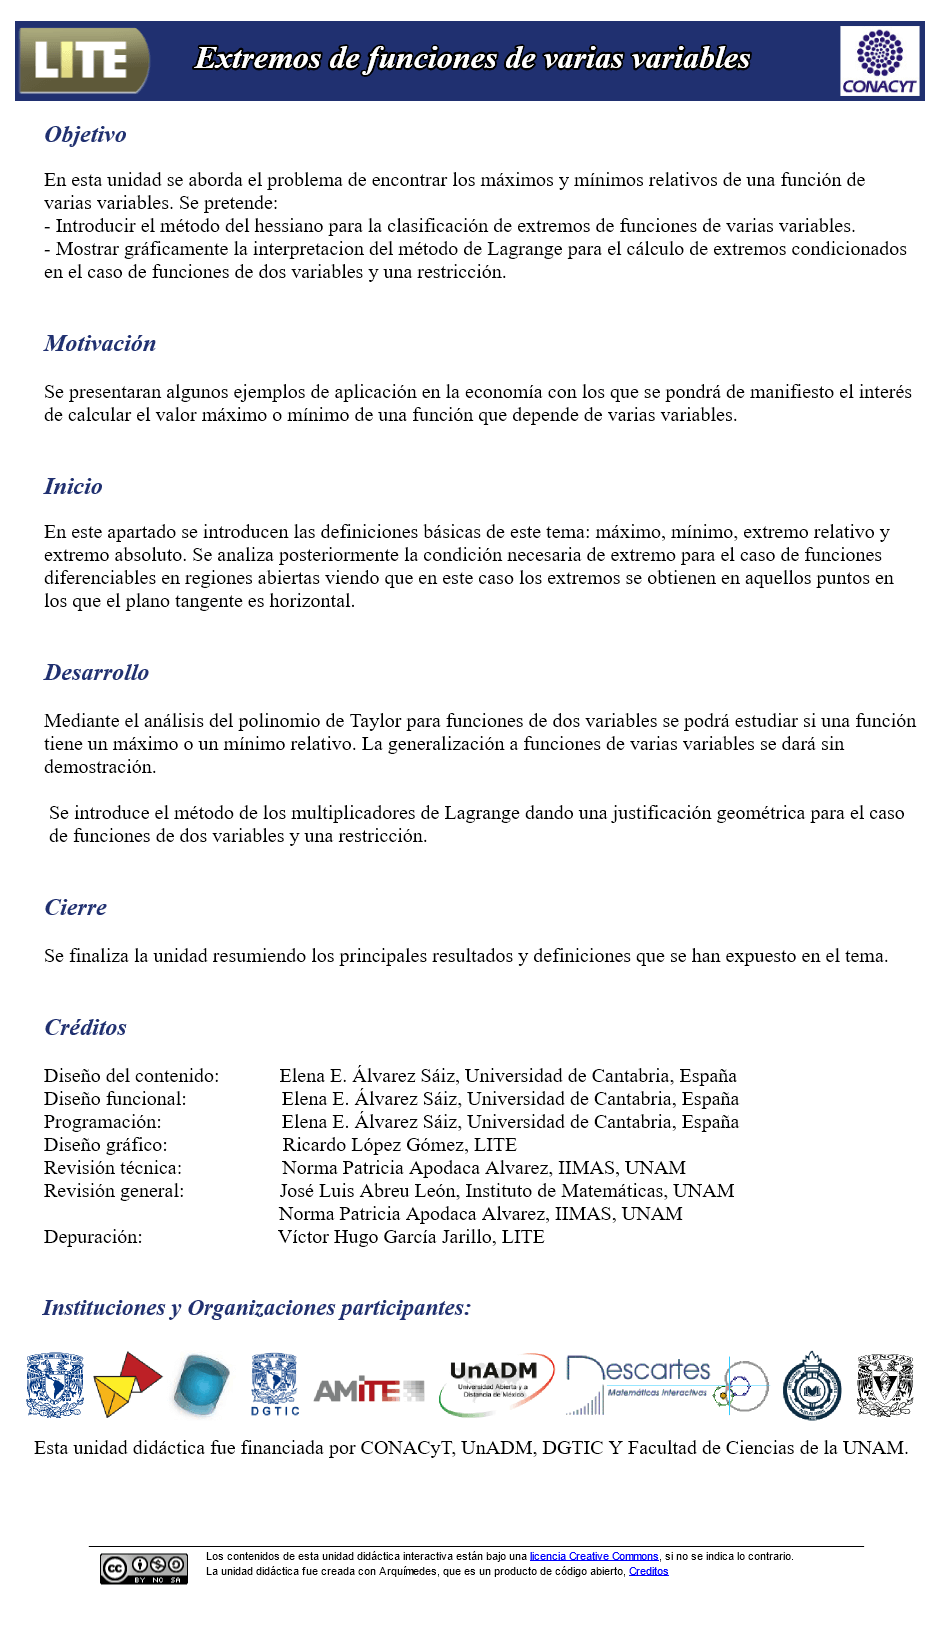 LITE
Extremos de funciones de varias variables
CONACYT
Objetivo
En esta unidad se aborda el problema de encontrar los máximos y mínimos relativos de una función de
varias variables. Se pretende:
- Introducir el método del hessiano para la clasificación de extremos de funciones de varias variables.
- Mostrar gráficamente la interpretacion del método de Lagrange para el cálculo de extremos condicionados
en el caso de funciones de dos variables y una restricción.
Motivación
Se presentaran algunos ejemplos de aplicación en la economía con los que se pondrá de manifiesto el interés
de calcular el valor máximo o mínimo de una función que depende de varias variables.
Inicio
En este apartado se introducen las definiciones básicas de este tema: máximo, mínimo, extremo relativo y
extremo absoluto. Se analiza posteriormente la condición necesaria de extremo para el caso de funciones
diferenciables en regiones abiertas viendo que en este caso los extremos se obtienen en aquellos puntos en
los que el plano tangente es horizontal.
Desarrollo
Mediante el análisis del polinomio de Taylor para funciones de dos variables se podrá estudiar si una función
tiene un máximo o un mínimo relativo. La generalización a funciones de varias variables se dará sin
demostración.
Se introduce el método de los multiplicadores de Lagrange dando una justificación geométrica para el caso
de funciones de dos variables y una restricción.
Cierre
Se finaliza la unidad resumiendo los principales resultados y definiciones que se han expuesto en el tema.
Créditos
Diseño del contenido: Elena E. Álvarez Sáiz, Universidad de Cantabria, España
Diseño funcional: Elena E. Álvarez Sáiz, Universidad de Cantabria, España
Programación: Elena E. Álvarez Sáiz, Universidad de Cantabria, España
Diseño gráfico: Ricardo López Gómez, LITE
Revisión técnica: Norma Patricia Apodaca Alvarez, IIMAS, UNAM
Revisión general: José Luis Abreu León, Instituto de Matemáticas, UNAM
Norma Patricia Apodaca Alvarez, IIMAS, UNAM
Depuración: Víctor Hugo García Jarillo, LITE
Instituciones y Organizaciones participantes:
DGTIC
AMITE
UnADM
Universidad Abierta y a
Distancia de México
Descartes
Matemáticas Interactivas
CIENCIAS
Esta unidad didáctica fue financiada por CONACyT, UnADM, DGTIC Y Facultad de Ciencias de la UNAM.
cc
BY NC SA
Los contenidos de esta unidad didáctica interactiva están bajo una licencia Creative Commons, si no se indica lo contrario.
La unidad didáctica fue creada con Arquímedes, que es un producto de código abierto, Creditos